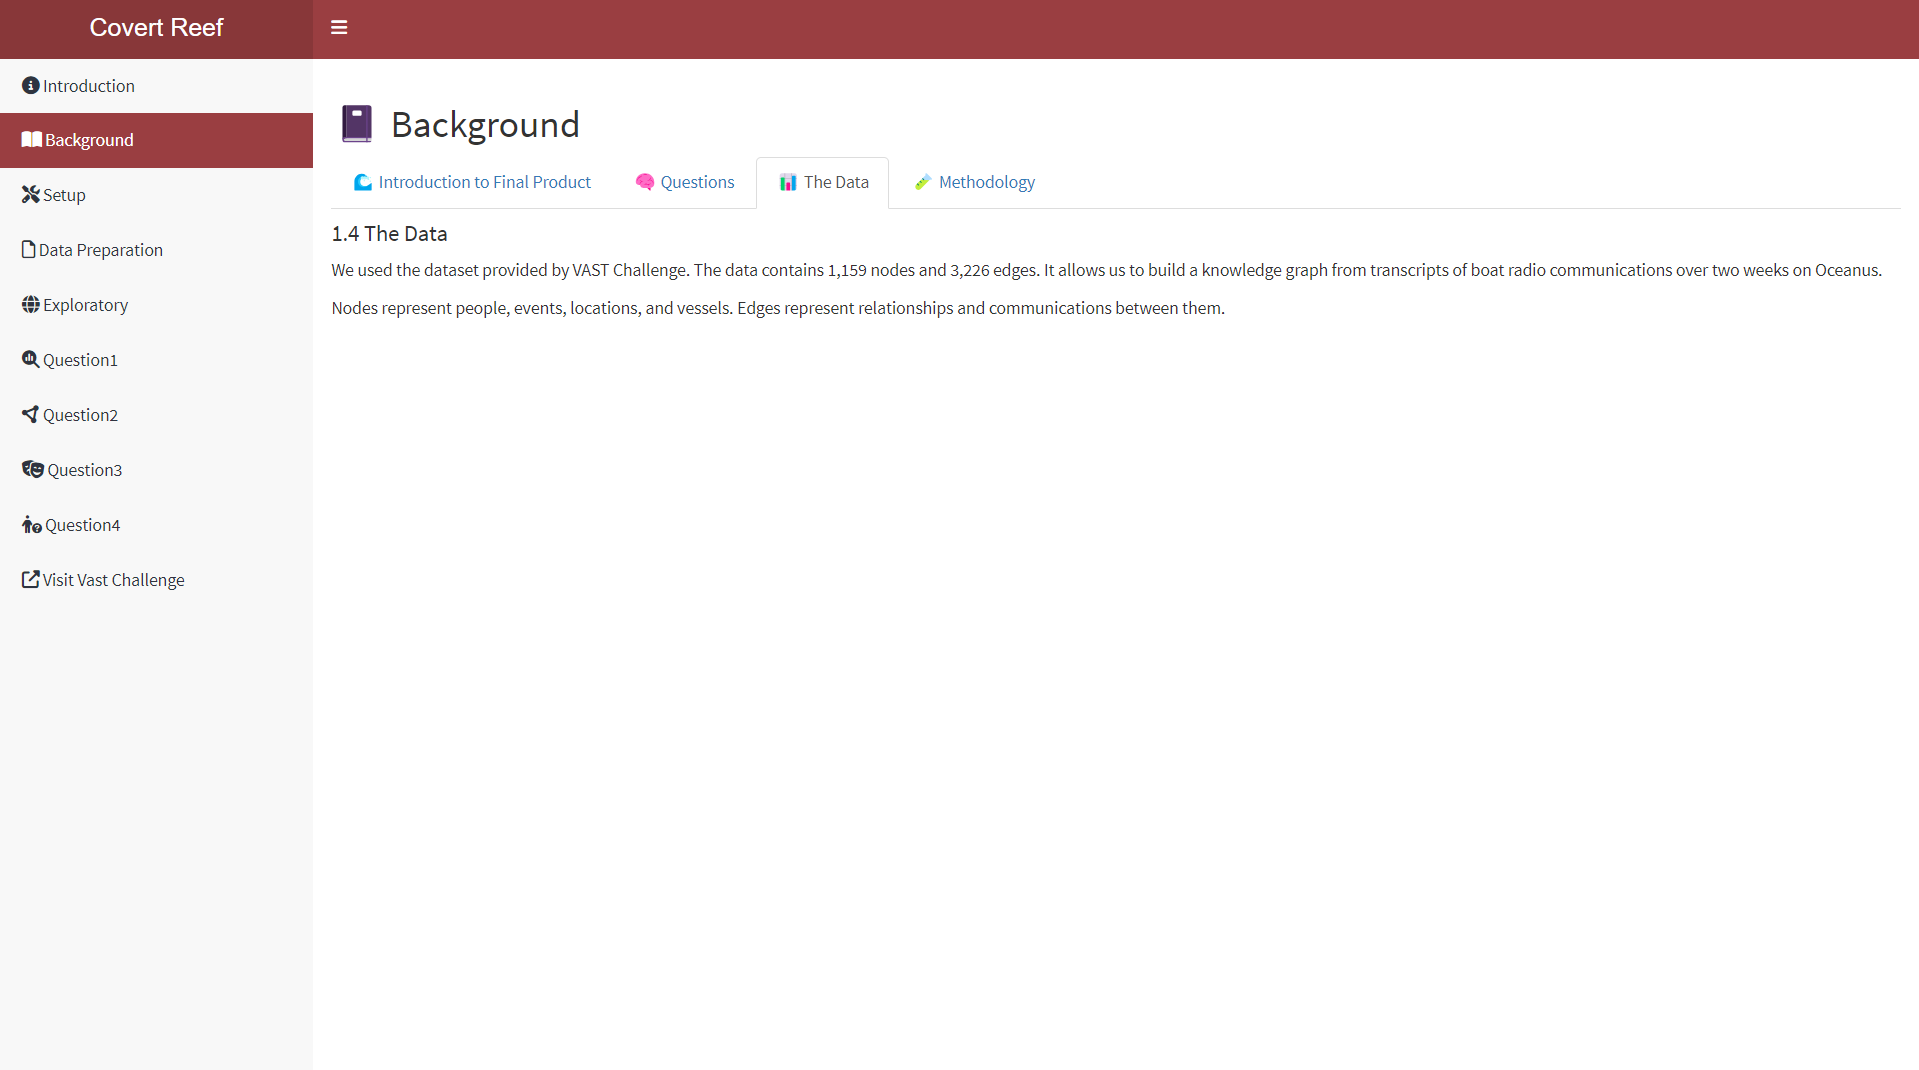 Covert Reef
Introduction
Background
Setup
Data Preparation
Exploratory
Question1
Question2
Question3
Question4
Visit Vast Challenge
Background
Introduction to Final Product
Questions
The Data
Methodology
1.4 The Data
We used the dataset provided by VAST Challenge. The data contains 1,159 nodes and 3,226 edges. It allows us to build a knowledge graph from transcripts of boat radio communications over two weeks on Oceanus.
Nodes represent people, events, locations, and vessels. Edges represent relationships and communications between them.